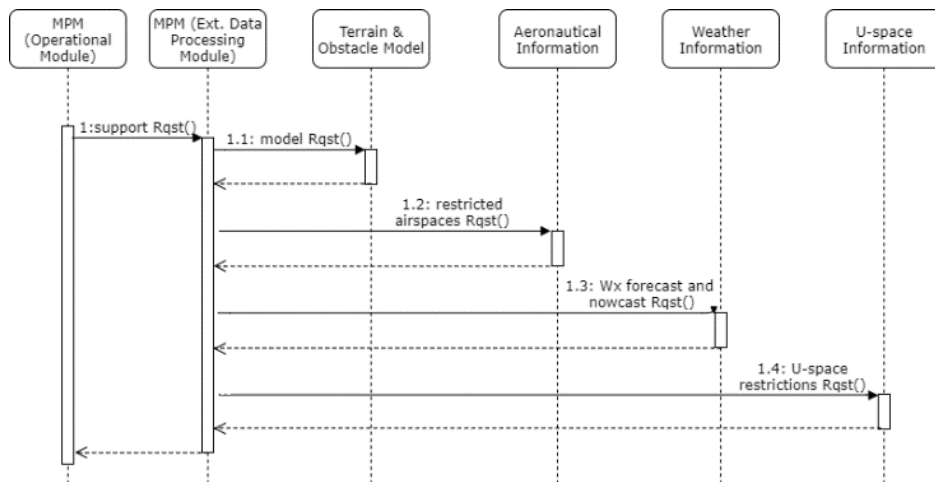 MPM
(Operational
Module)
MPM (Ext. Data
Processing
Module)
Terrain &
Obstacle Model
Aeronautical
Information
Weather
Information
U-space
Information
1:support Rqst()
1.1: model Rqst()
1.2: restricted
airspaces Rqst()
1.3: Wx forecast and
nowcast Rqst()
1.4: U-space
restrictions Rqst()